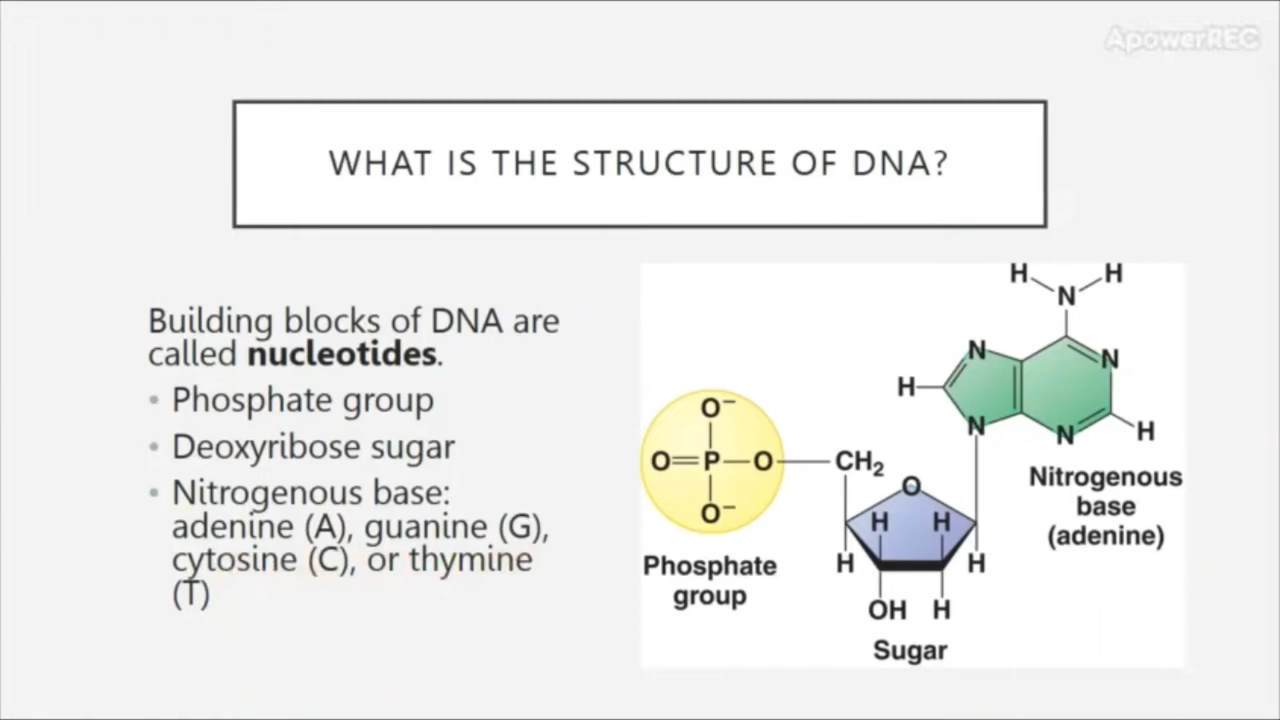 ApowerREC
WHAT IS THE STRUCTURE OF DNA?
Building blocks of DNA are
called nucleotides.
• Phosphate group
• Deoxyribose sugar
• Nitrogenous base:
adenine (A), guanine (G),
cytosine (C), or thymine
(T)
H H
N
N N
H
N N H
O−
O=P—O—CH₂
O−
O
H H
H H
OH H
Phosphate
group
Sugar
Nitrogenous
base
(adenine)